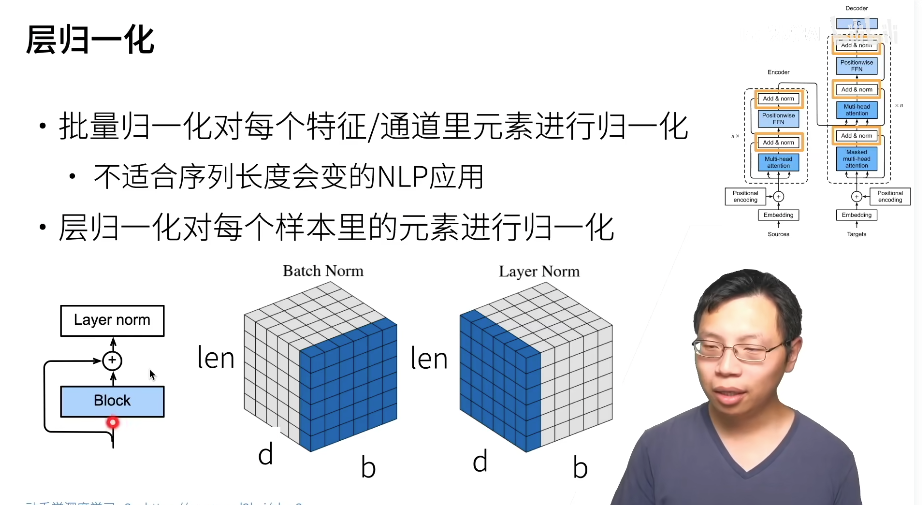 层归一化
• 批量归一化对每个特征/通道里元素进行归一化
• 不适合序列长度会变的NLP应用
• 层归一化对每个样本里的元素进行归一化
Encoder
Add & norm
Positionwise
FFN
Add & norm
Multi-head
attention
n ×
Positional
encoding
+
Embedding
Sources
Decoder
Add & norm
Positionwise
FFN
Add & norm
Multi-head
attention
Add & norm
Masked
multi-head
attention
× n
+
Positional
encoding
Embedding
Targets
Layer norm
+
Block
Batch Norm
len
d
b
Layer Norm
len
d
b